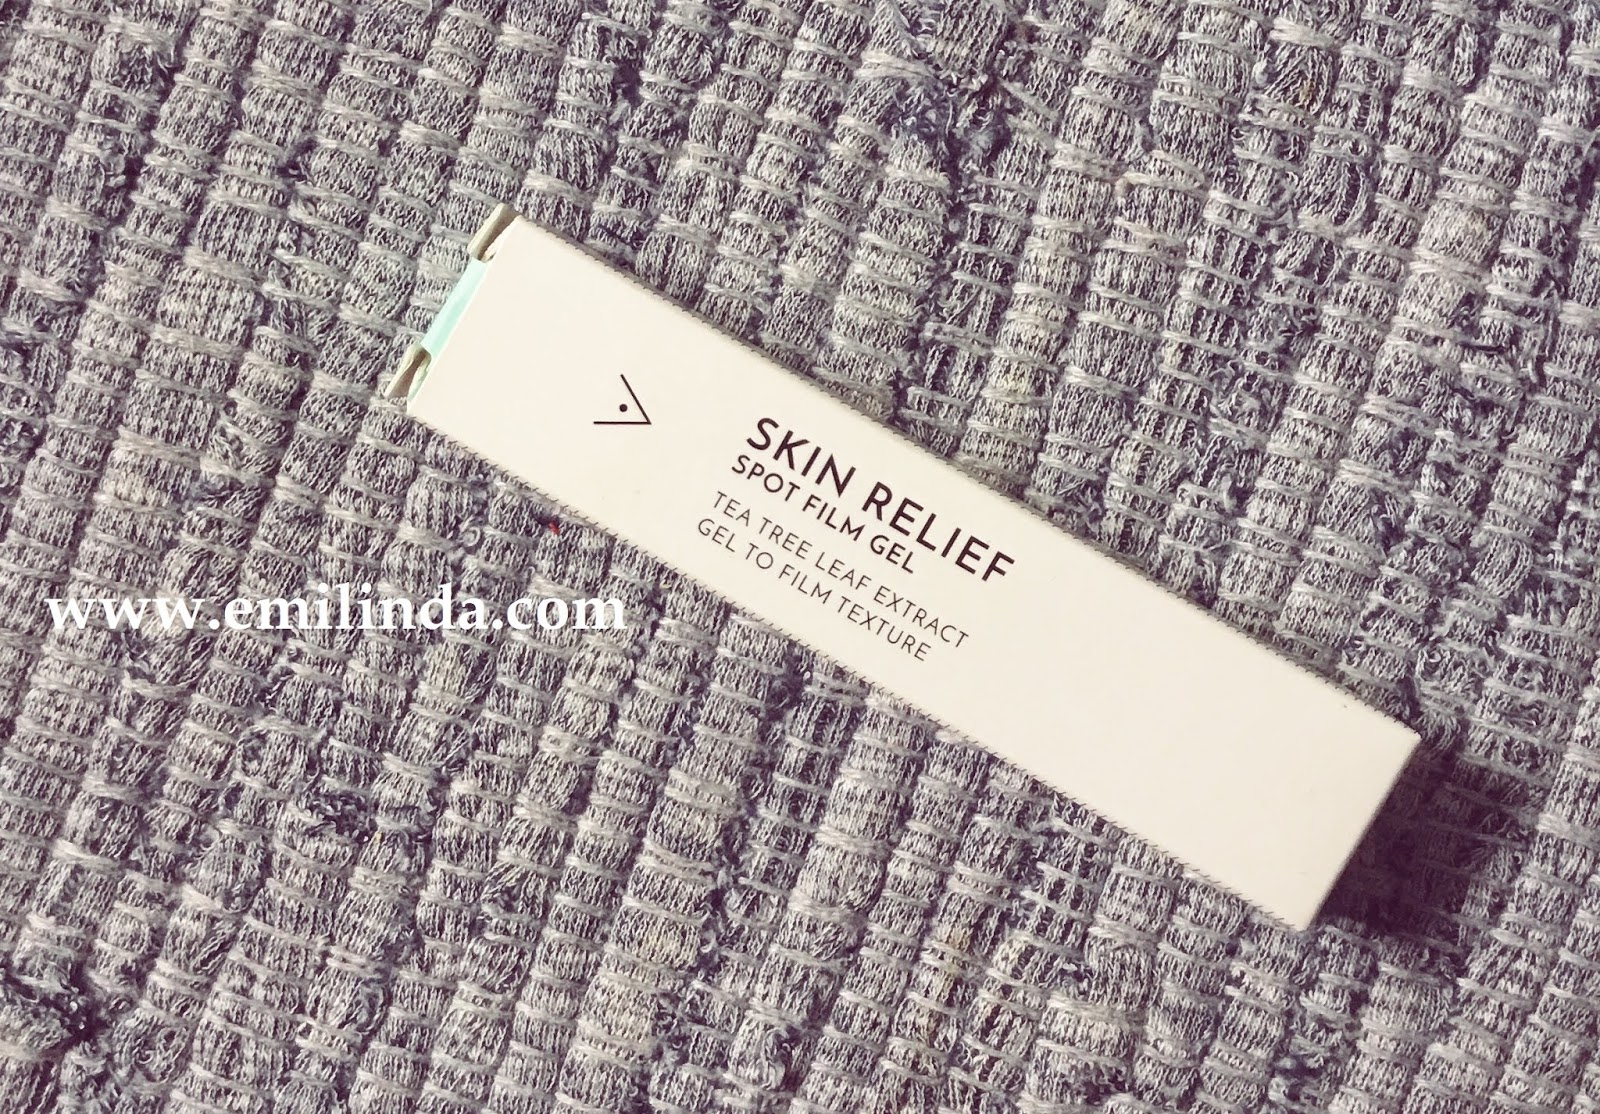 SKIN RELIEF
SPOT FILM GEL
TEA TREE LEAF EXTRACT
GEL TO FILM TEXTURE
www.emilinda.com